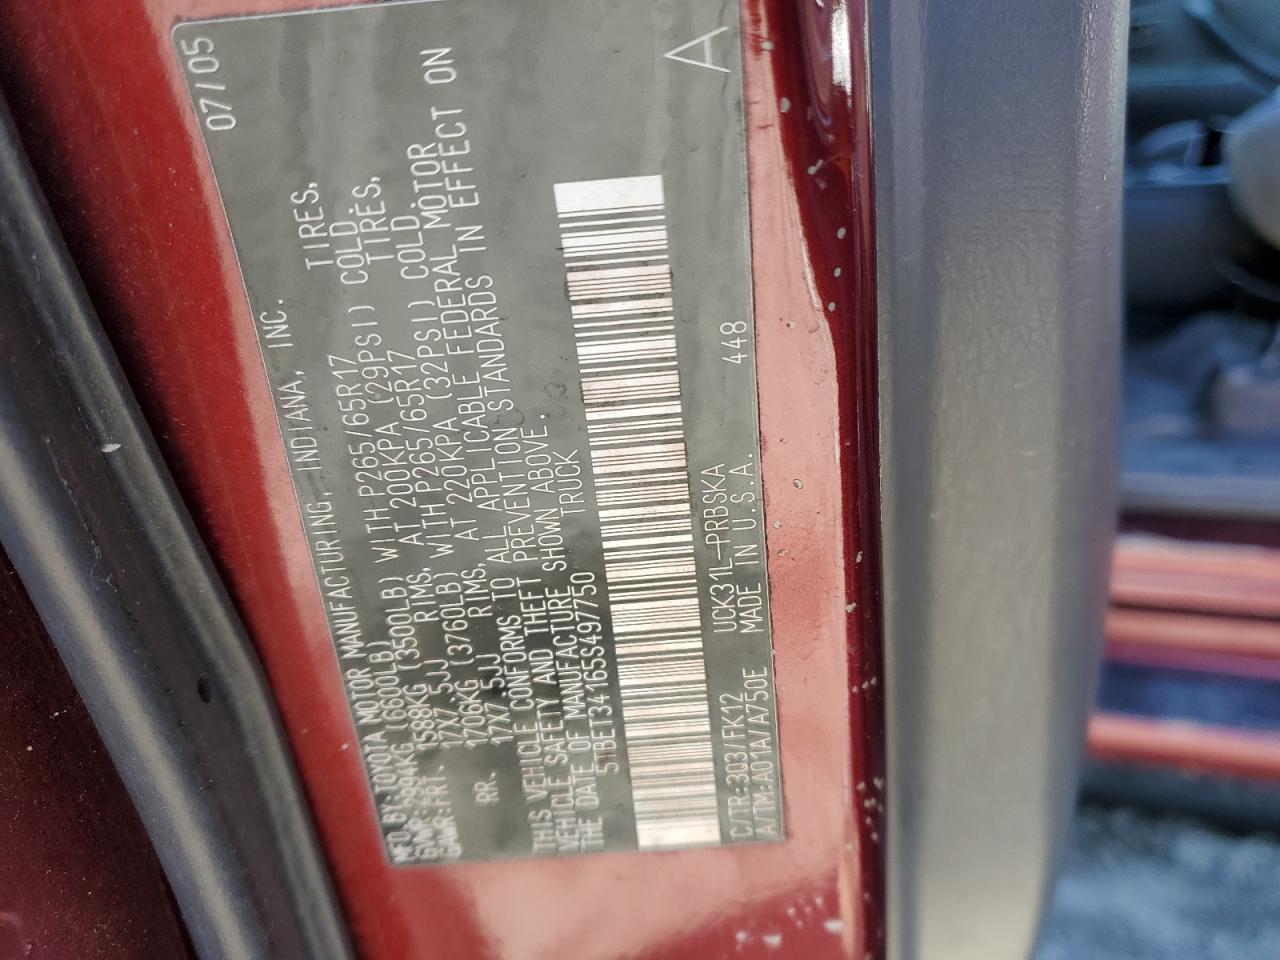 MFD. BY: TOYOTA MOTOR MANUFACTURING, INDIANA, INC. 07/05
GVWR: 2994KG (6600LB)
GAWR: FRT. 1588KG (3500LB) WITH P265/65R17 TIRES,
17X7.5JJ RIMS, AT 200KPA (29PSI) COLD.
RR. 1706KG (3760LB) WITH P265/65R17 TIRES,
17X7.5JJ RIMS, AT 220KPA (32PSI) COLD.
THIS VEHICLE CONFORMS TO ALL APPLICABLE FEDERAL MOTOR
VEHICLE SAFETY AND THEFT PREVENTION STANDARDS IN EFFECT ON
THE DATE OF MANUFACTURE SHOWN ABOVE.
5TBET34165S497750 TRUCK
A
C/TR:303/FK12 UCK31L-PRBSKA 448
A/TM:A01A/A750E MADE IN U.S.A.